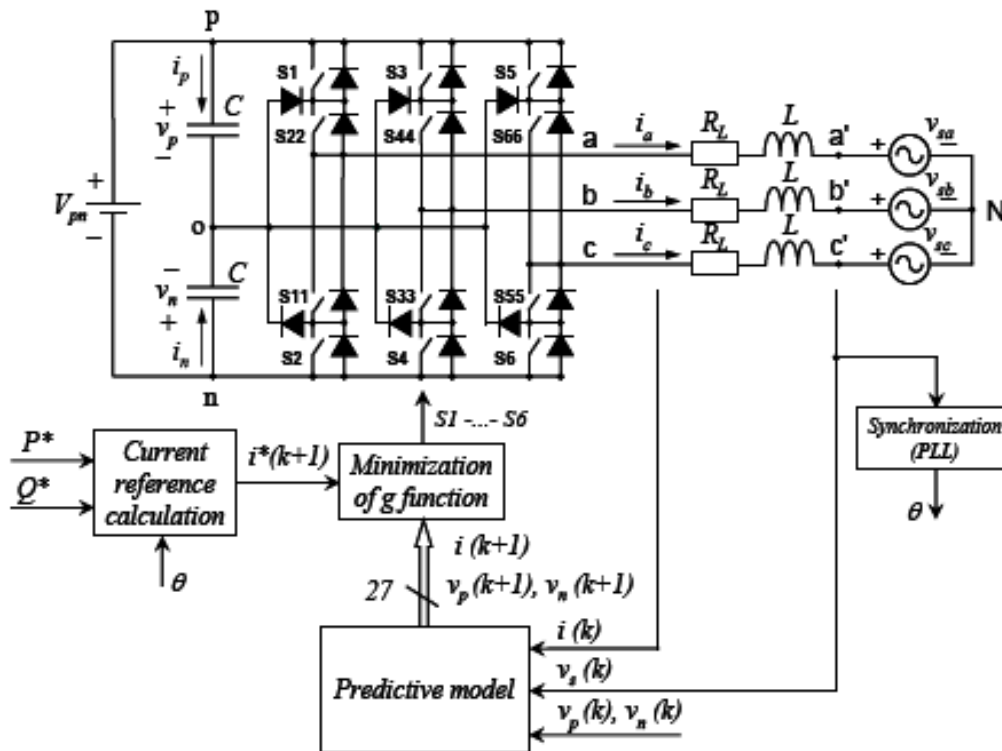 p
i_p
+
v_p
−
C
S1
S3
S5
S22
S44
S66
V_pn
+
−
o
a
i_a
R_L
L
a'
+
v_sa
−
b
i_b
R_L
L
b'
+
v_sb
−
N
c
i_c
R_L
L
c'
+
v_sc
−
−
v_n
+
C
i_n
S11
S33
S55
S2
S4
S6
n
S1 -...- S6
P*
Q*
Current
reference
calculation
i*(k+1)
Minimization
of g function
Synchronization
(PLL)
θ
θ
i (k+1)
27
v_p (k+1), v_n (k+1)
Predictive model
i (k)
v_s (k)
v_p (k), v_n (k)